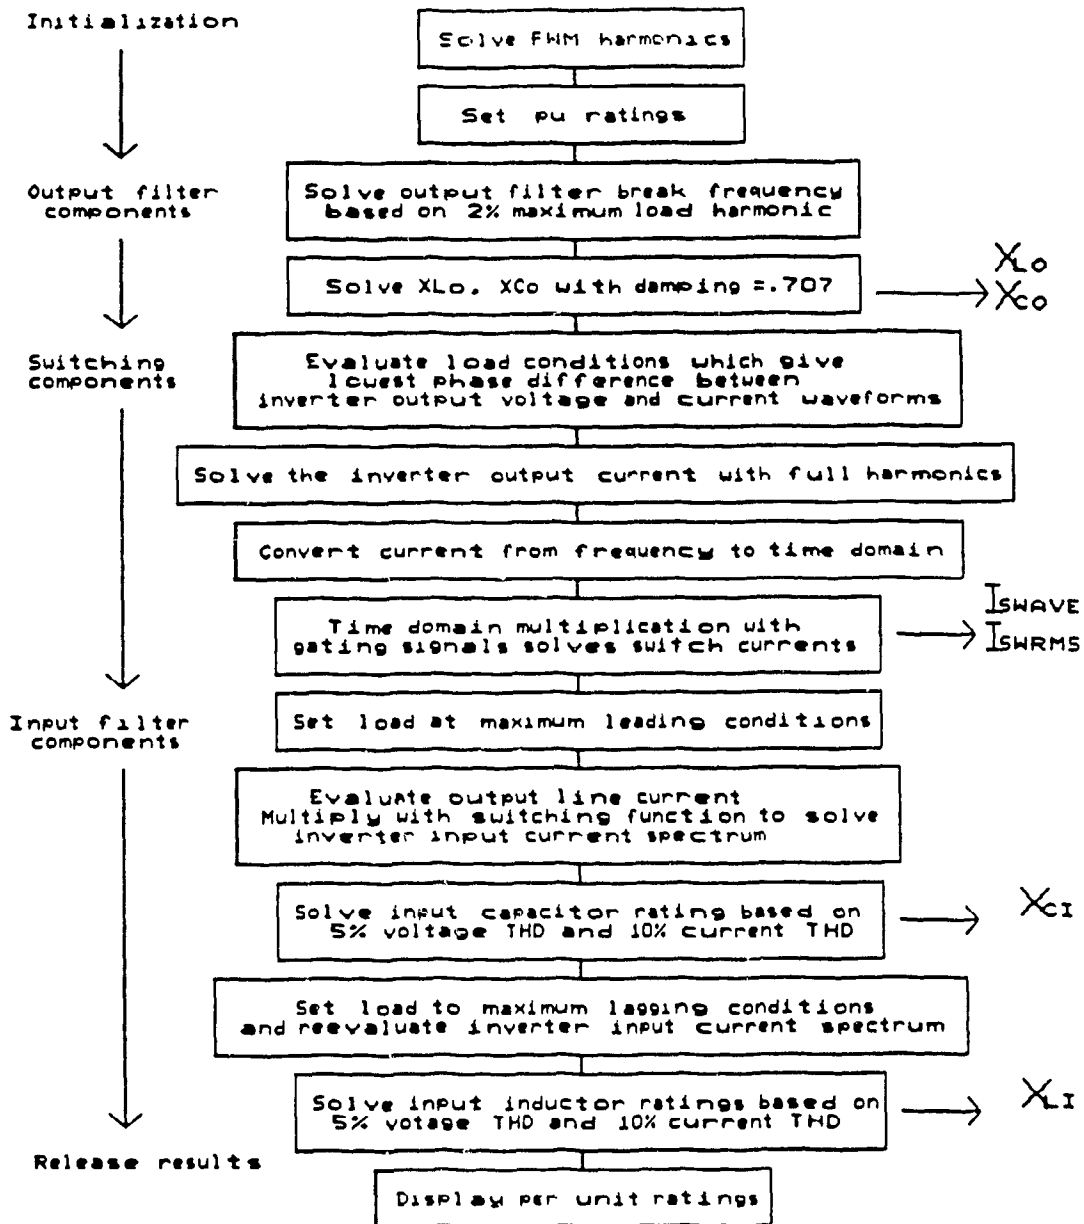 Initialization
Solve PWM harmonics
Set pu ratings
Output filter
components
Solve output filter break frequency
based on 2% maximum load harmonic
Solve XLo, XCo with damping =.707
XLO
XCO
Switching
components
Evaluate load conditions which give
lowest phase difference between
inverter output voltage and current waveforms
Solve the inverter output current with full harmonics
Convert current from frequency to time domain
Time domain multiplication with
gating signals solves switch currents
ISWAVE
ISWRMS
Input filter
components
Set load at maximum leading conditions
Evaluate output line current
Multiply with switching function to solve
inverter input current spectrum
Solve input capacitor rating based on
5% voltage THD and 10% current THD
XCI
Set load to maximum lagging conditions
and reevaluate inverter input current spectrum
Solve input inductor ratings based on
5% votage THD and 10% current THD
XLI
Release results
Display per unit ratings